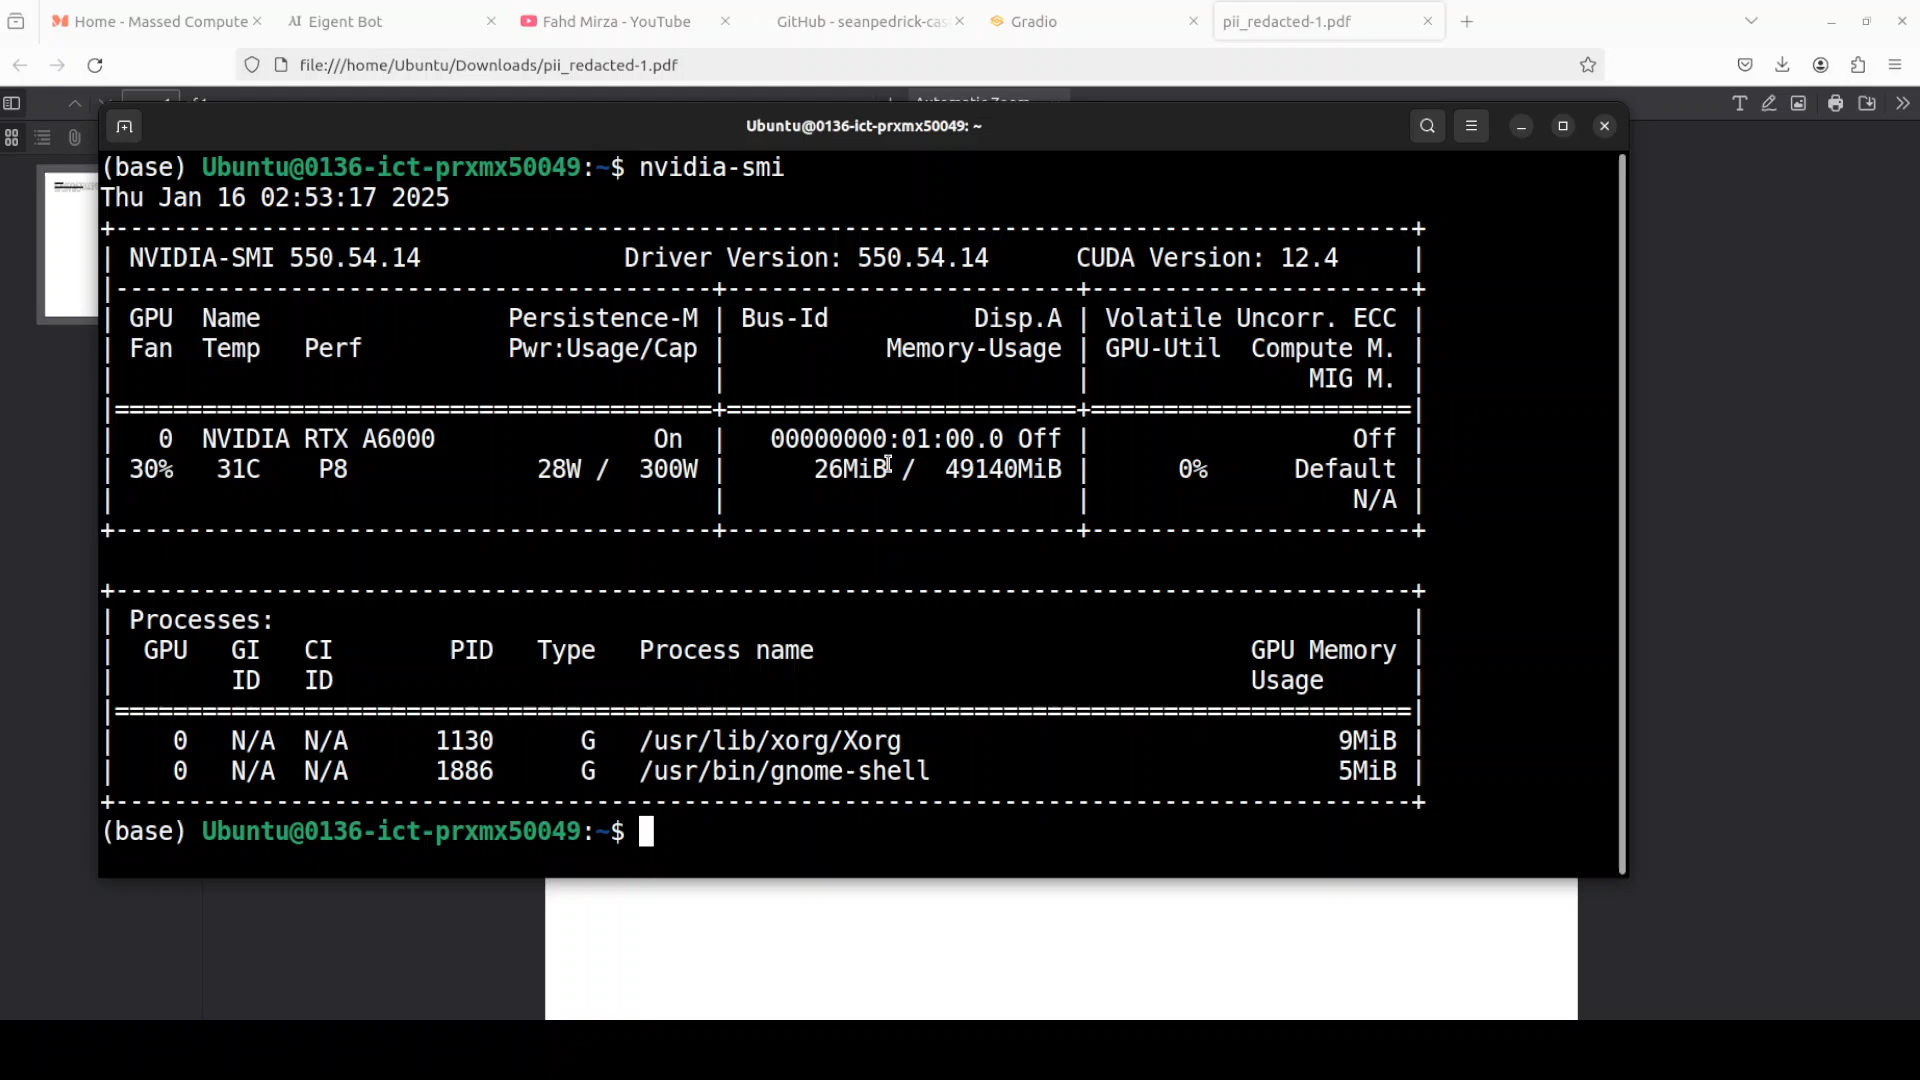 Home - Massed Compute
Eigent Bot
Fahd Mirza - YouTube
GitHub - seanpedrick-cas
Gradio
pii_redacted-1.pdf
file:///home/Ubuntu/Downloads/pii_redacted-1.pdf
Ubuntu@0136-ict-prxmx50049: ~
(base) Ubuntu@0136-ict-prxmx50049:~$ nvidia-smi
Thu Jan 16 02:53:17 2025
+-----------------------------------------------------------------------------------------+
| NVIDIA-SMI 550.54.14              Driver Version: 550.54.14      CUDA Version: 12.4     |
|-----------------------------------------+------------------------+----------------------+
| GPU  Name                 Persistence-M | Bus-Id          Disp.A | Volatile Uncorr. ECC |
| Fan  Temp   Perf          Pwr:Usage/Cap |           Memory-Usage | GPU-Util  Compute M. |
|                                         |                        |               MIG M. |
|=========================================+========================+======================|
|   0  NVIDIA RTX A6000               On  |   00000000:01:00.0 Off |                  Off |
| 30%   31C    P8              28W /  300W |      26MiB /  49140MiB |      0%      Default |
|                                         |                        |                  N/A |
+-----------------------------------------+------------------------+----------------------+
+-----------------------------------------------------------------------------------------+
| Processes:                                                                              |
|  GPU   GI   CI        PID   Type   Process name                              GPU Memory |
|        ID   ID                                                               Usage      |
|=========================================================================================|
|    0   N/A  N/A      1130      G   /usr/lib/xorg/Xorg                              9MiB |
|    0   N/A  N/A      1886      G   /usr/bin/gnome-shell                            5MiB |
+-----------------------------------------------------------------------------------------+
(base) Ubuntu@0136-ict-prxmx50049:~$